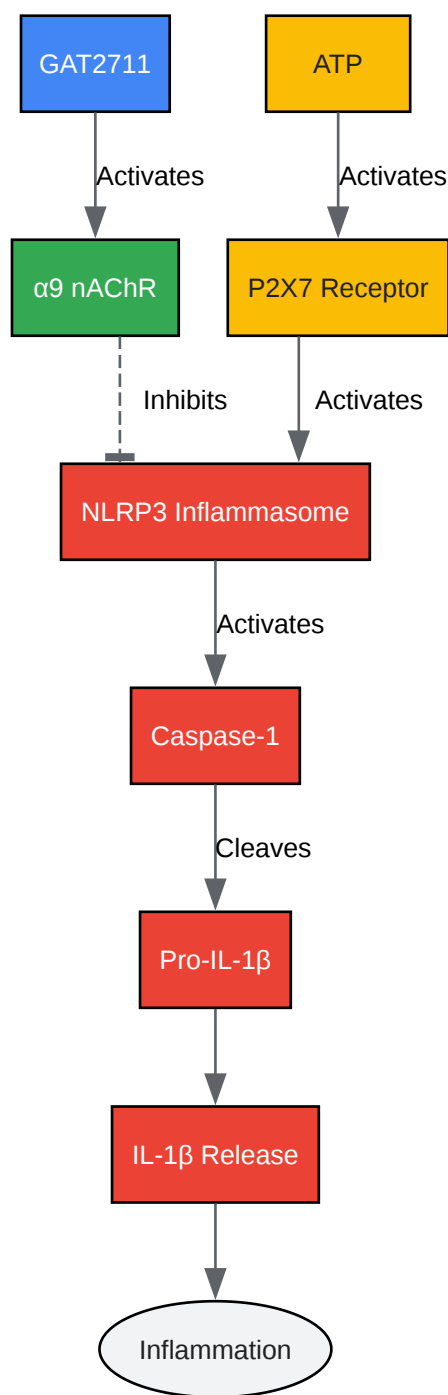 GAT2711
ATP
Activates
Activates
α9 nAChR
P2X7 Receptor
Inhibits
Activates
NLRP3 Inflammasome
Activates
Caspase-1
Cleaves
Pro-IL-1β
IL-1β Release
Inflammation